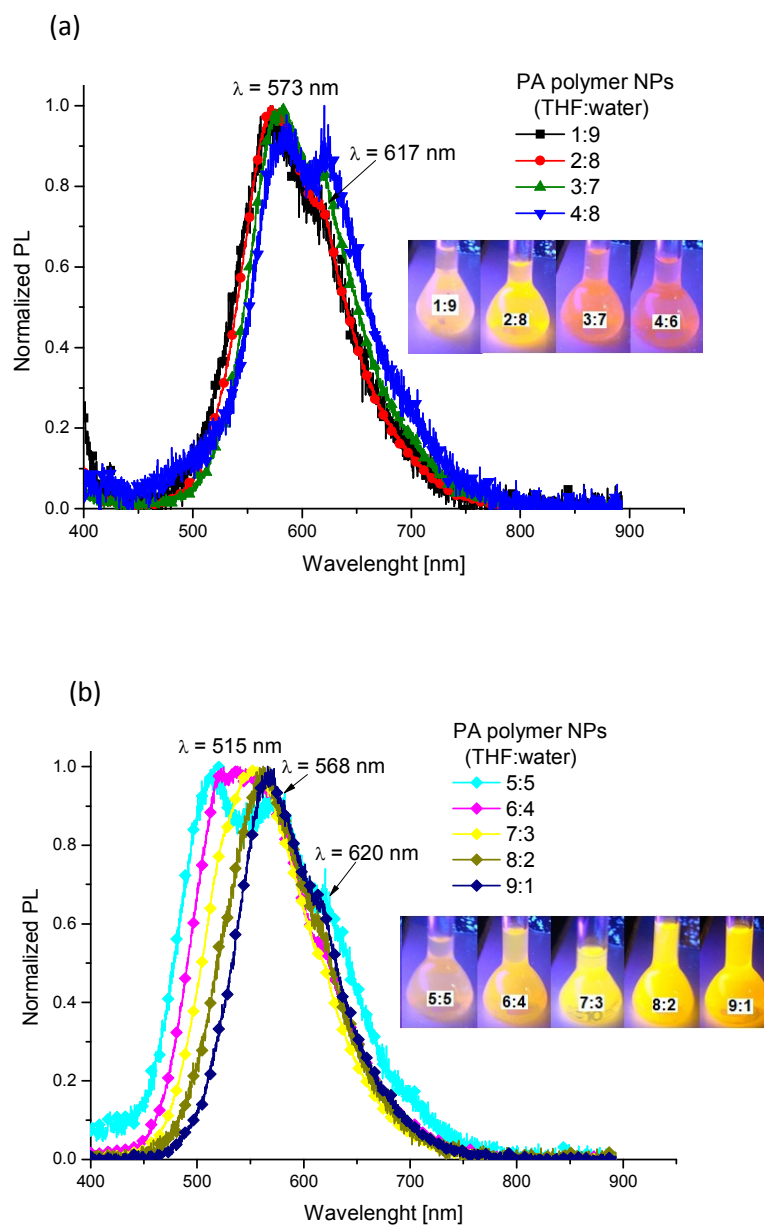 (a)
λ = 573 nm
λ = 617 nm
PA polymer NPs
(THF:water)
1:9
2:8
3:7
4:8
1:9
2:8
3:7
4:6
1.0
0.8
0.6
0.4
0.2
0.0
Normalized PL
400 500 600 700 800 900
Wavelenght [nm]
(b)
λ = 515 nm
λ = 568 nm
λ = 620 nm
PA polymer NPs
(THF:water)
5:5
6:4
7:3
8:2
9:1
5:5
6:4
7:3
8:2
9:1
1.0
0.8
0.6
0.4
0.2
0.0
Normalized PL
400 500 600 700 800 900
Wavelenght [nm]